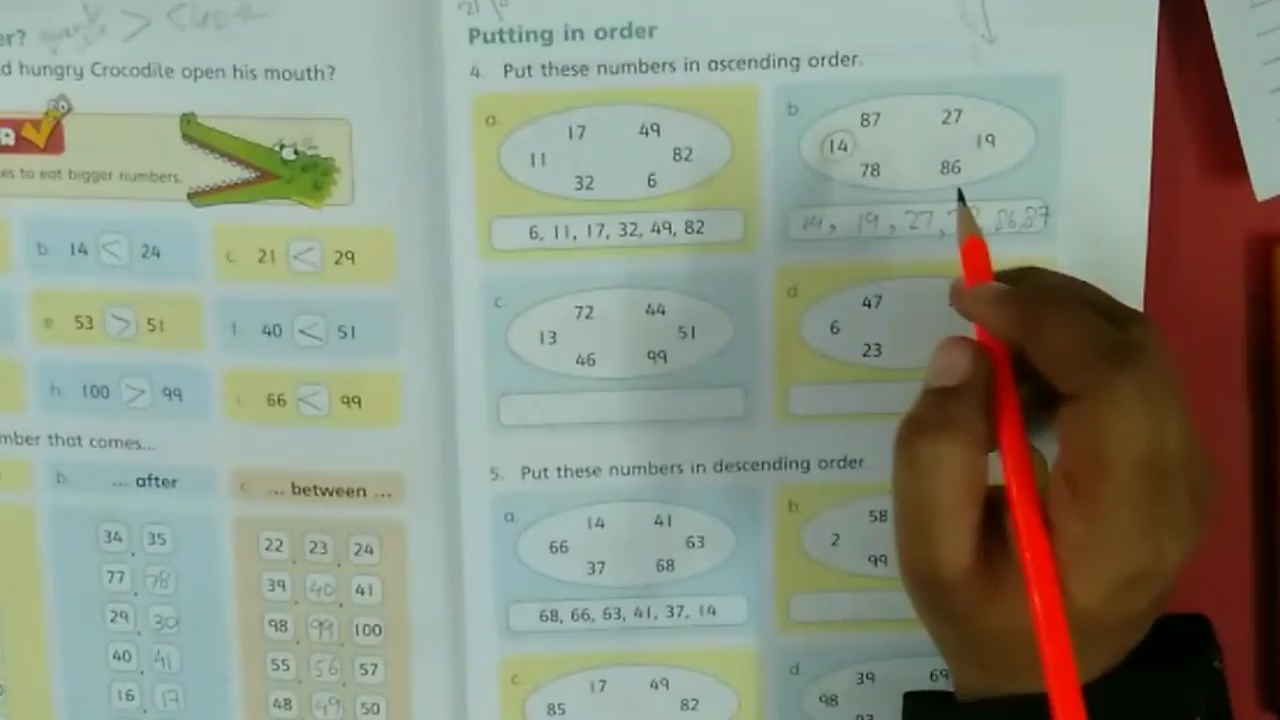 er?
d hungry Crocodile open his mouth?
es to eat bigger numbers.
b. 14 < 24
c. 21 < 29
e. 53 > 51
f. 40 < 51
h. 100 > 99
i. 66 < 99
mber that comes...
b. ... after
34, 35
77, 78
29, 30
40, 41
16, 17
c. ... between ...
22, 23, 24
39, 40, 41
98, 99, 100
55, 56, 57
48, 49, 50
Putting in order
4. Put these numbers in ascending order.
a. 17 49
11 82
32 6
6, 11, 17, 32, 49, 82
b 87 27
14 19
78 86
14, 19, 27, 86 87
c. 72 44
13 51
46 99
d 47
6
23
5. Put these numbers in descending order
a 14 41
66 63
37 68
68, 66, 63, 41, 37, 14
b. 58
2
99
c. 17 49
85 82
d 39 69
98